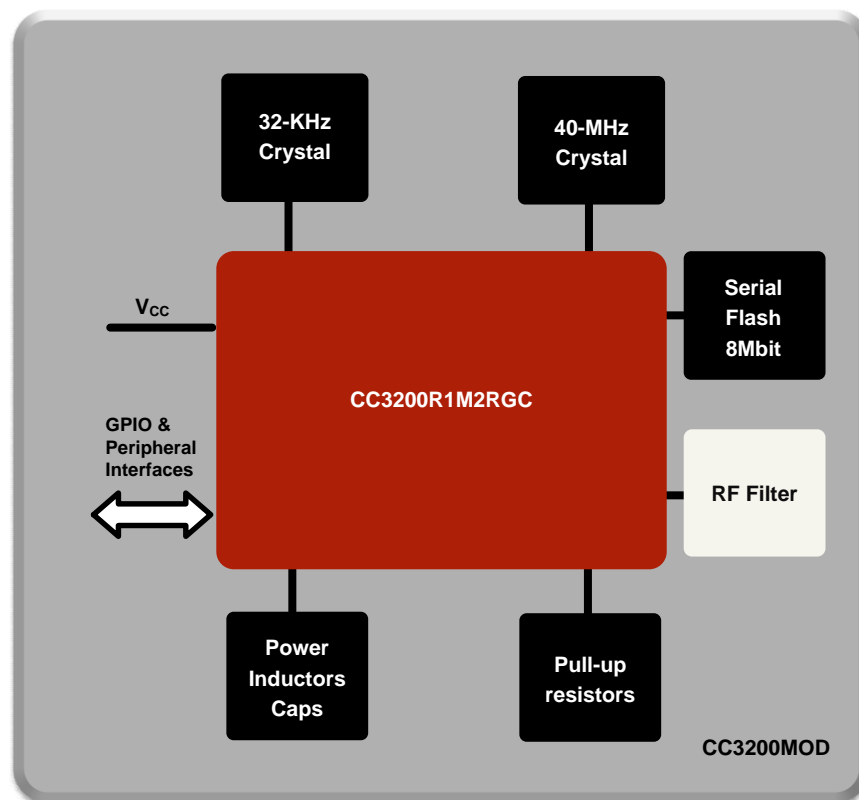 32-KHz
Crystal
40-MHz
Crystal
VCC
Serial
Flash
8Mbit
CC3200R1M2RGC
GPIO &
Peripheral
Interfaces
RF Filter
Power
Inductors
Caps
Pull-up
resistors
CC3200MOD